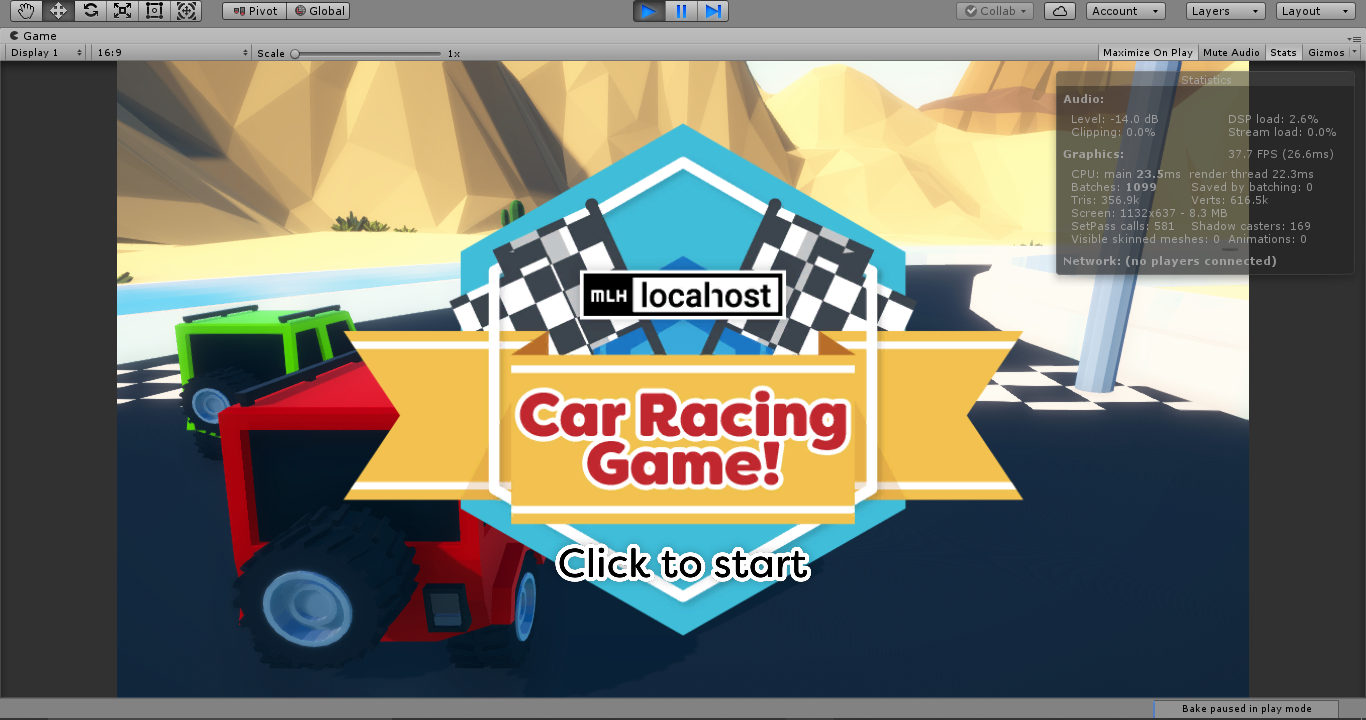 Pivot Global Collab Account Layers Layout
Game
Display 1 16:9 Scale 1x Maximize On Play Mute Audio Stats Gizmos
Statistics
Audio:
Level: -14.0 dB DSP load: 2.6%
Clipping: 0.0% Stream load: 0.0%
Graphics: 37.7 FPS (26.6ms)
CPU: main 23.5ms render thread 22.3ms
Batches: 1099 Saved by batching: 0
Tris: 356.9k Verts: 616.5k
Screen: 1132x637 - 8.3 MB
SetPass calls: 581 Shadow casters: 169
Visible skinned meshes: 0 Animations: 0
Network: (no players connected)
MLH locahost
Car Racing
Game!
Click to start
Bake paused in play mode